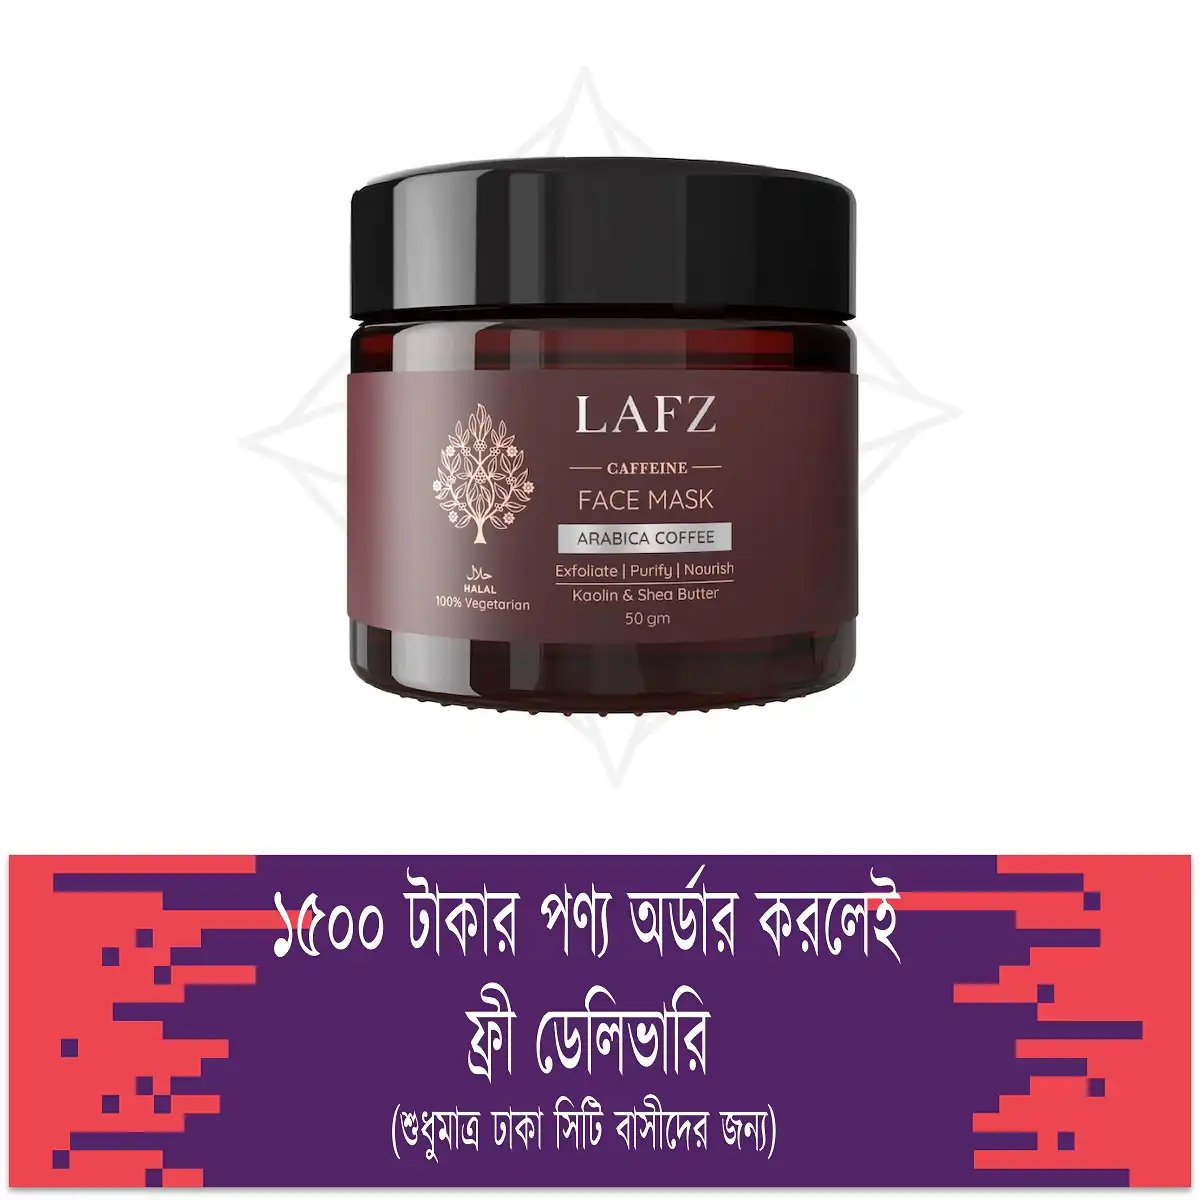 LAFZ
CAFFEINE
FACE MASK
ARABICA COFFEE
Exfoliate | Purify | Nourish
Kaolin & Shea Butter
50 gm
حلال
HALAL
100% Vegetarian
১৫০০ টাকার পণ্য অর্ডার করলেই
ফ্রী ডেলিভারি
(শুধুমাত্র ঢাকা সিটি বাসীদের জন্য)